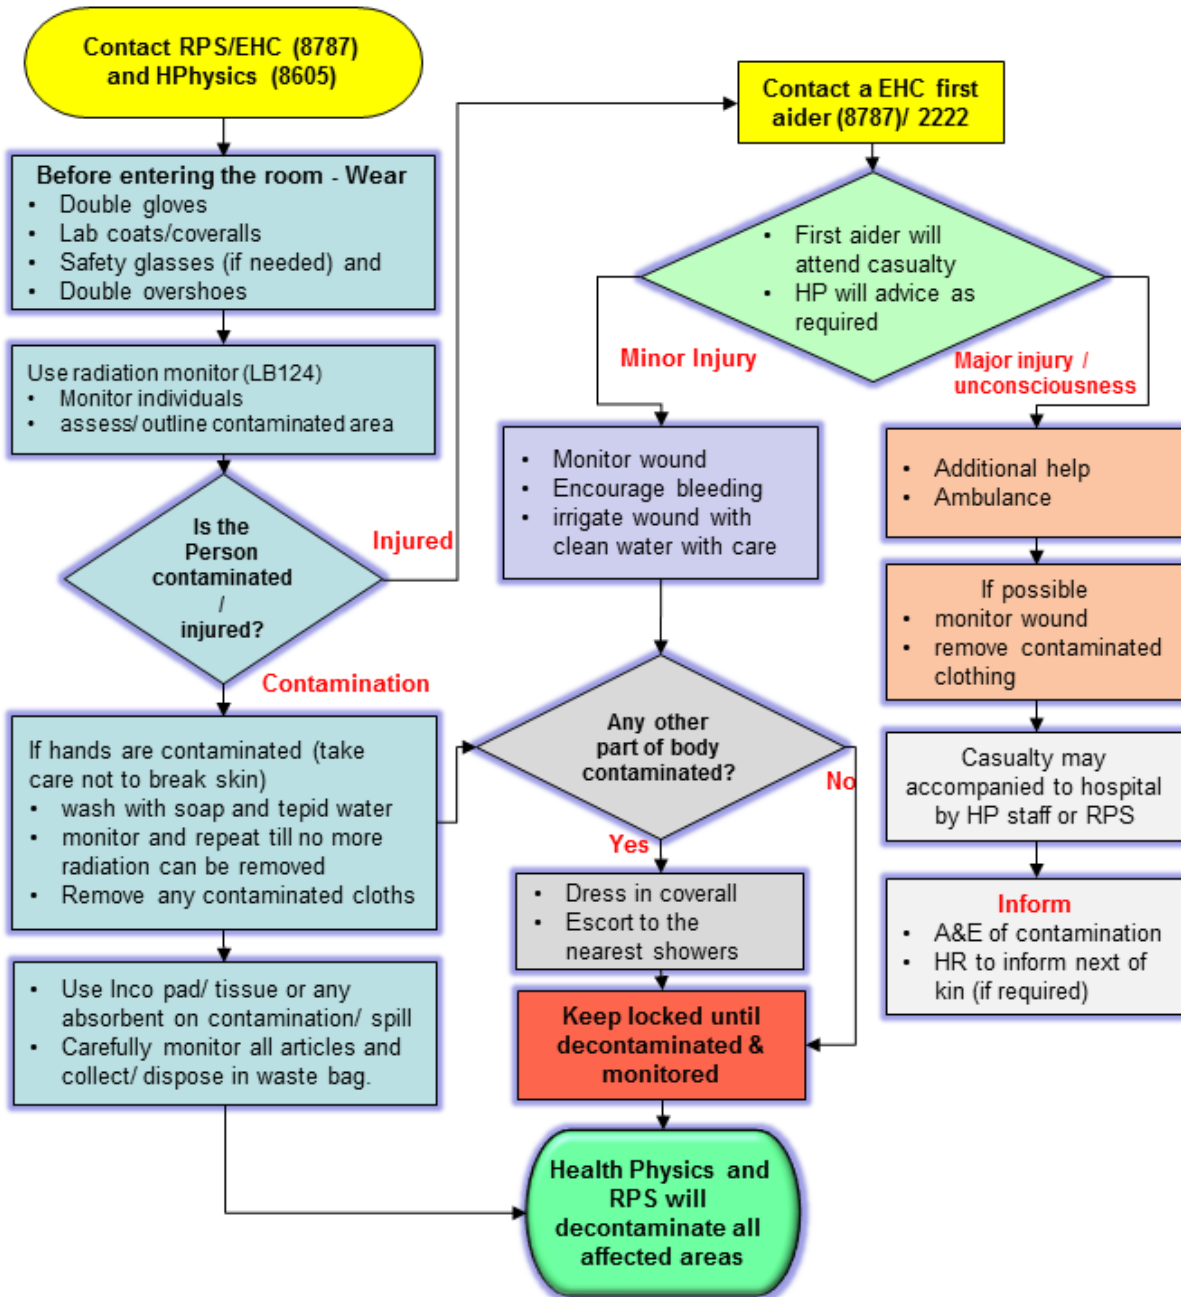 Contact RPS/EHC (8787)
and HPhysics (8605)
Before entering the room - Wear
• Double gloves
• Lab coats/coveralls
• Safety glasses (if needed) and
• Double overshoes
Use radiation monitor (LB124)
• Monitor individuals
• assess/ outline contaminated area
Is the
Person
contaminated
/
injured?
Injured
Contamination
If hands are contaminated (take
care not to break skin)
• wash with soap and tepid water
• monitor and repeat till no more
radiation can be removed
• Remove any contaminated cloths
• Use Inco pad/ tissue or any
absorbent on contamination/ spill
• Carefully monitor all articles and
collect/ dispose in waste bag.
Contact a EHC first
aider (8787)/ 2222
• First aider will
attend casualty
• HP will advice as
required
Minor Injury
Major injury /
unconsciousness
• Monitor wound
• Encourage bleeding
• irrigate wound with
clean water with care
Any other
part of body
contaminated?
No
Yes
• Dress in coverall
• Escort to the
nearest showers
Keep locked until
decontaminated &
monitored
Health Physics and
RPS will
decontaminate all
affected areas
• Additional help
• Ambulance
If possible
• monitor wound
• remove contaminated
clothing
Casualty may
accompanied to hospital
by HP staff or RPS
Inform
• A&E of contamination
• HR to inform next of
kin (if required)